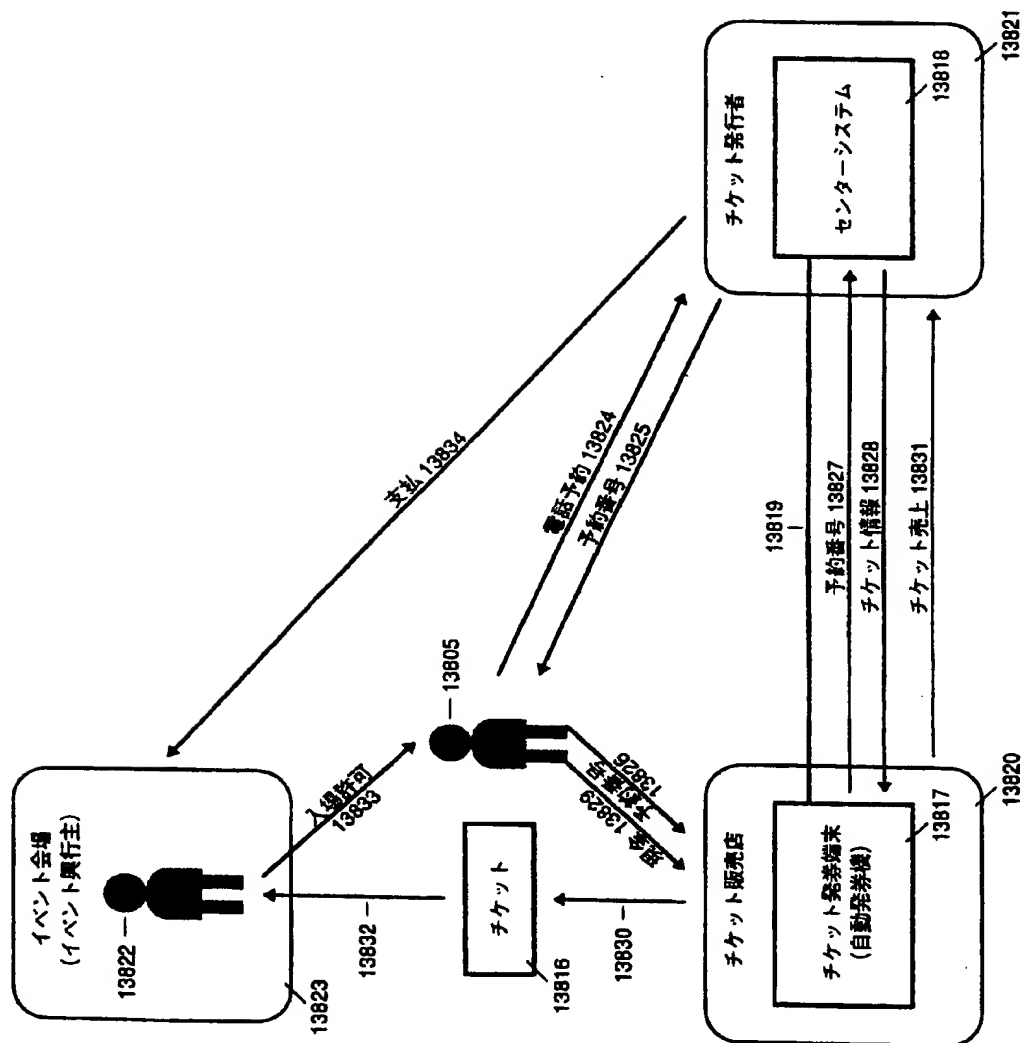 イベント会場
(イベント興行主)
13822
13823
入場許可
13833
13832
チケット
13816
13830
13805
支払 13834
電話予約 13824
予約番号 13825
現金
13829
予約番号
13826
チケット販売店
チケット発券端末
(自動発券機)
13817
13820
13819
予約番号 13827
チケット情報 13828
チケット売上 13831
チケット発行者
センターシステム
13818
13821